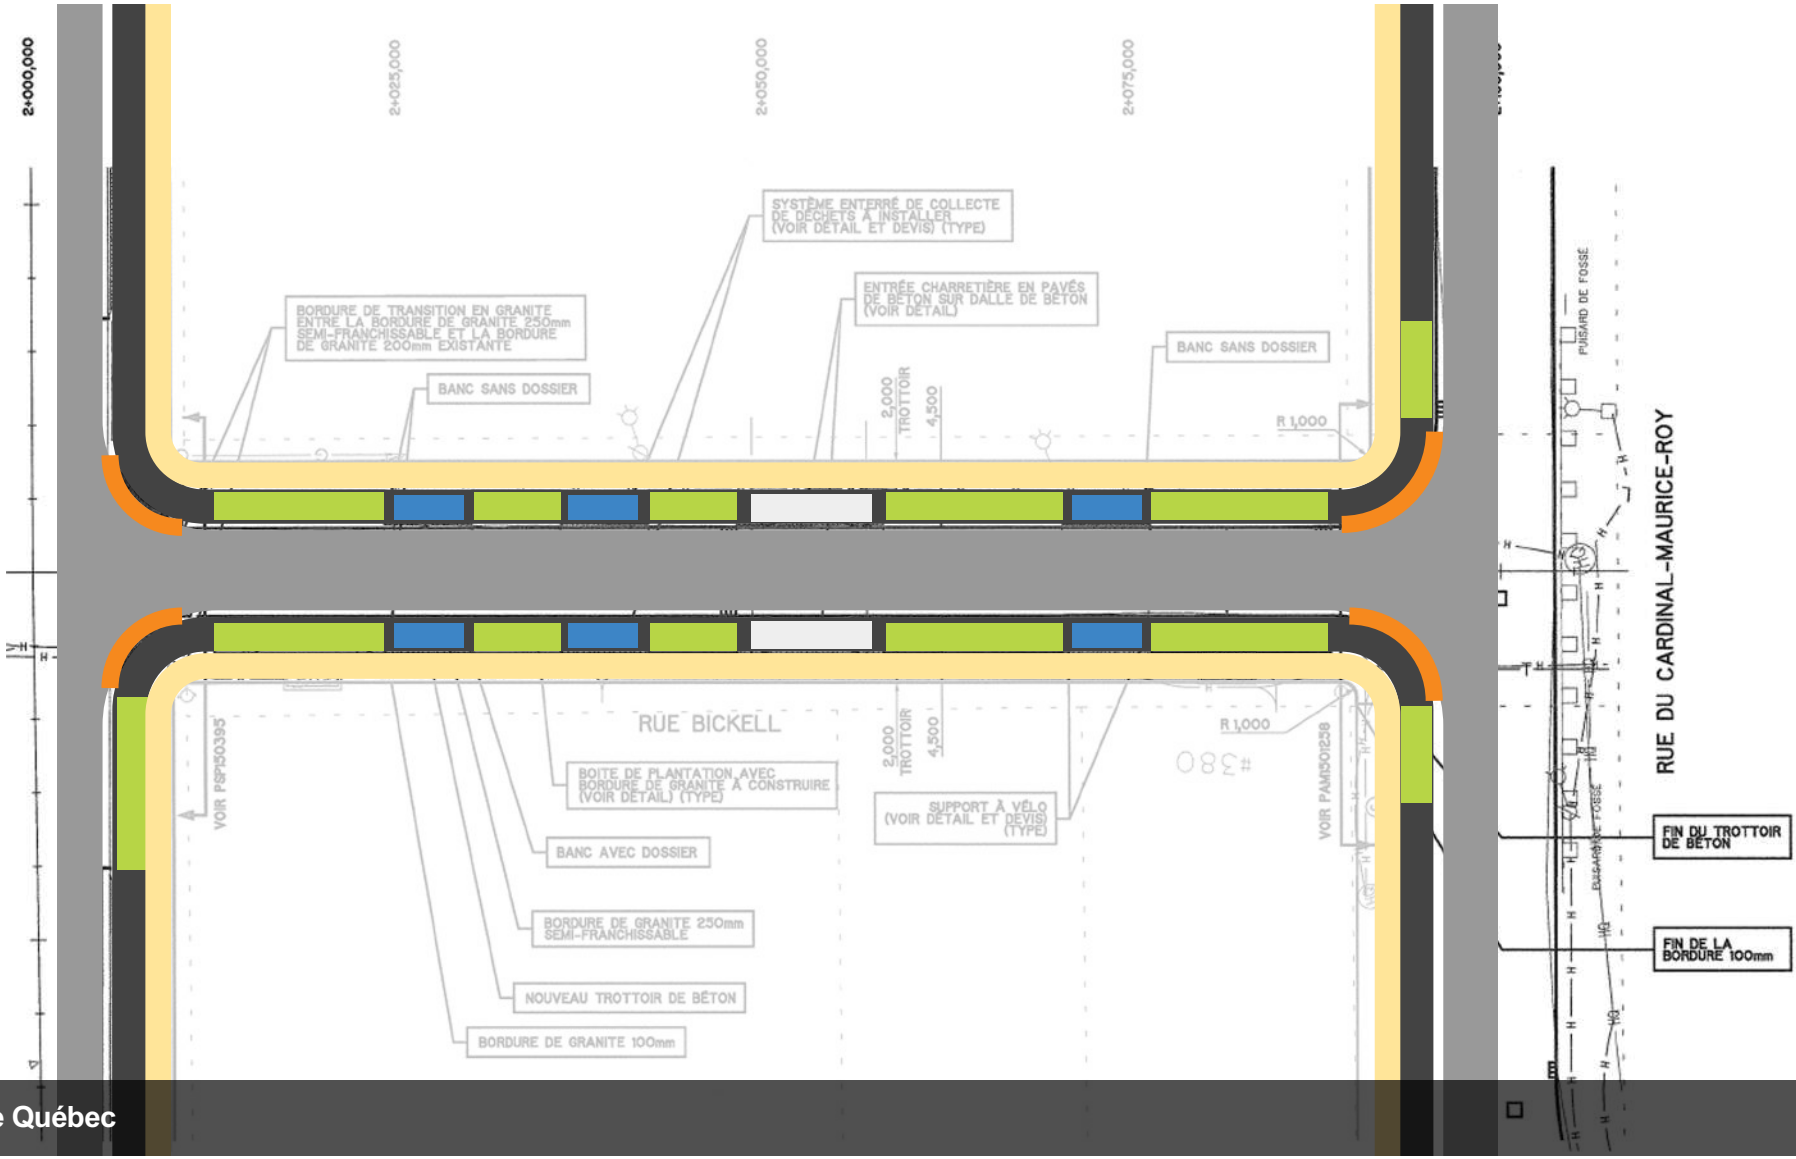 2+000,000
2+025,000
2+050,000
2+075,000
SYSTÈME ENTERRÉ DE COLLECTE
DE DÉCHETS À INSTALLER
(VOIR DÉTAIL ET DEVIS) (TYPE)
ENTRÉE CHARRETIÈRE EN PAVÉS
DE BÉTON SUR DALLE DE BÉTON
(VOIR DÉTAIL)
BORDURE DE TRANSITION EN GRANITE
ENTRE LA BORDURE DE GRANITE 250mm
SEMI-FRANCHISSABLE ET LA BORDURE
DE GRANITE 200mm EXISTANTE
BANC SANS DOSSIER
BANC SANS DOSSIER
2,000
TROTTOIR
4,500
R 1,000
PUISARD DE FOSSÉ
RUE DU CARDINAL-MAURICE-ROY
RUE BICKELL
2,000
TROTTOIR
4,500
R 1,000
#380
VOIR PSP150395
VOIR PAM1501258
BOITE DE PLANTATION AVEC
BORDURE DE GRANITE À CONSTRUIRE
(VOIR DÉTAIL) (TYPE)
SUPPORT À VÉLO
(VOIR DÉTAIL ET DEVIS)
(TYPE)
BANC AVEC DOSSIER
BORDURE DE GRANITE 250mm
SEMI-FRANCHISSABLE
NOUVEAU TROTTOIR DE BÉTON
BORDURE DE GRANITE 100mm
PUISARD DE FOSSÉ
FIN DU TROTTOIR
DE BÉTON
FIN DE LA
BORDURE 100mm
e Québec